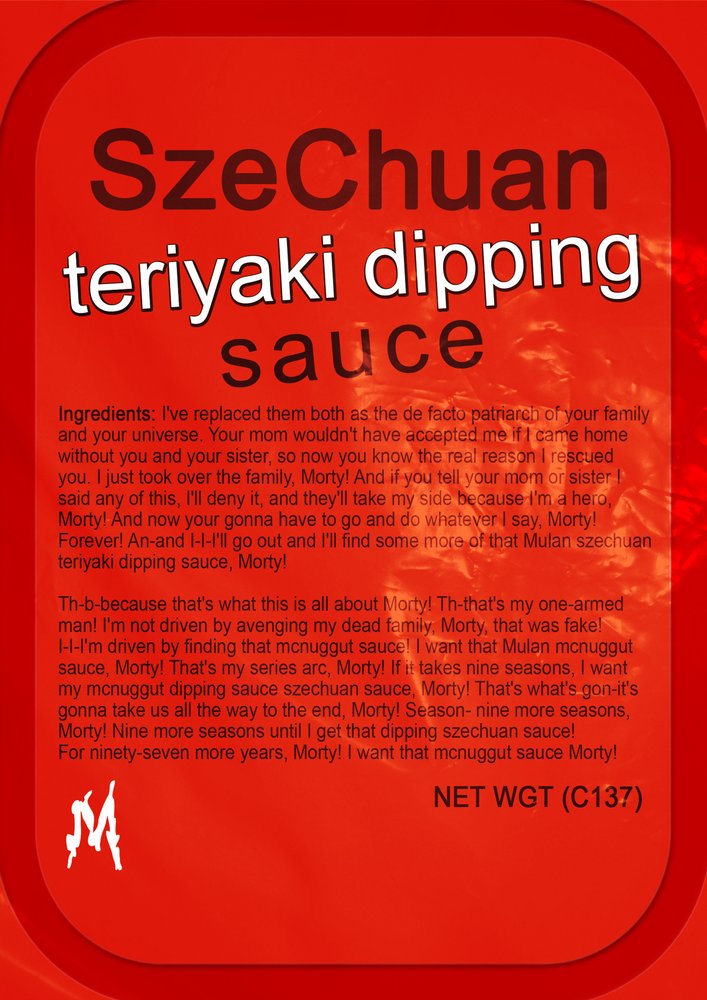 SzeChuan
teriyaki dipping
sauce
Ingredients: I've replaced them both as the de facto patriarch of your family
and your universe. Your mom wouldn't have accepted me if I came home
without you and your sister, so now you know the real reason I rescued
you. I just took over the family, Morty! And if you tell your mom or sister I
said any of this, I'll deny it, and they'll take my side because I'm a hero,
Morty! And now your gonna have to go and do whatever I say, Morty!
Forever! An-and I-I-I'll go out and I'll find some more of that Mulan szechuan
teriyaki dipping sauce, Morty!
Th-b-because that's what this is all about Morty! Th-that's my one-armed
man! I'm not driven by avenging my dead family, Morty, that was fake!
I-I-I'm driven by finding that mcnuggut sauce! I want that Mulan mcnuggut
sauce, Morty! That's my series arc, Morty! If it takes nine seasons, I want
my mcnuggut dipping sauce szechuan sauce, Morty! That's what's gon-it's
gonna take us all the way to the end, Morty! Season- nine more seasons,
Morty! Nine more seasons until I get that dipping szechuan sauce!
For ninety-seven more years, Morty! I want that mcnuggut sauce Morty!
NET WGT (C137)
M